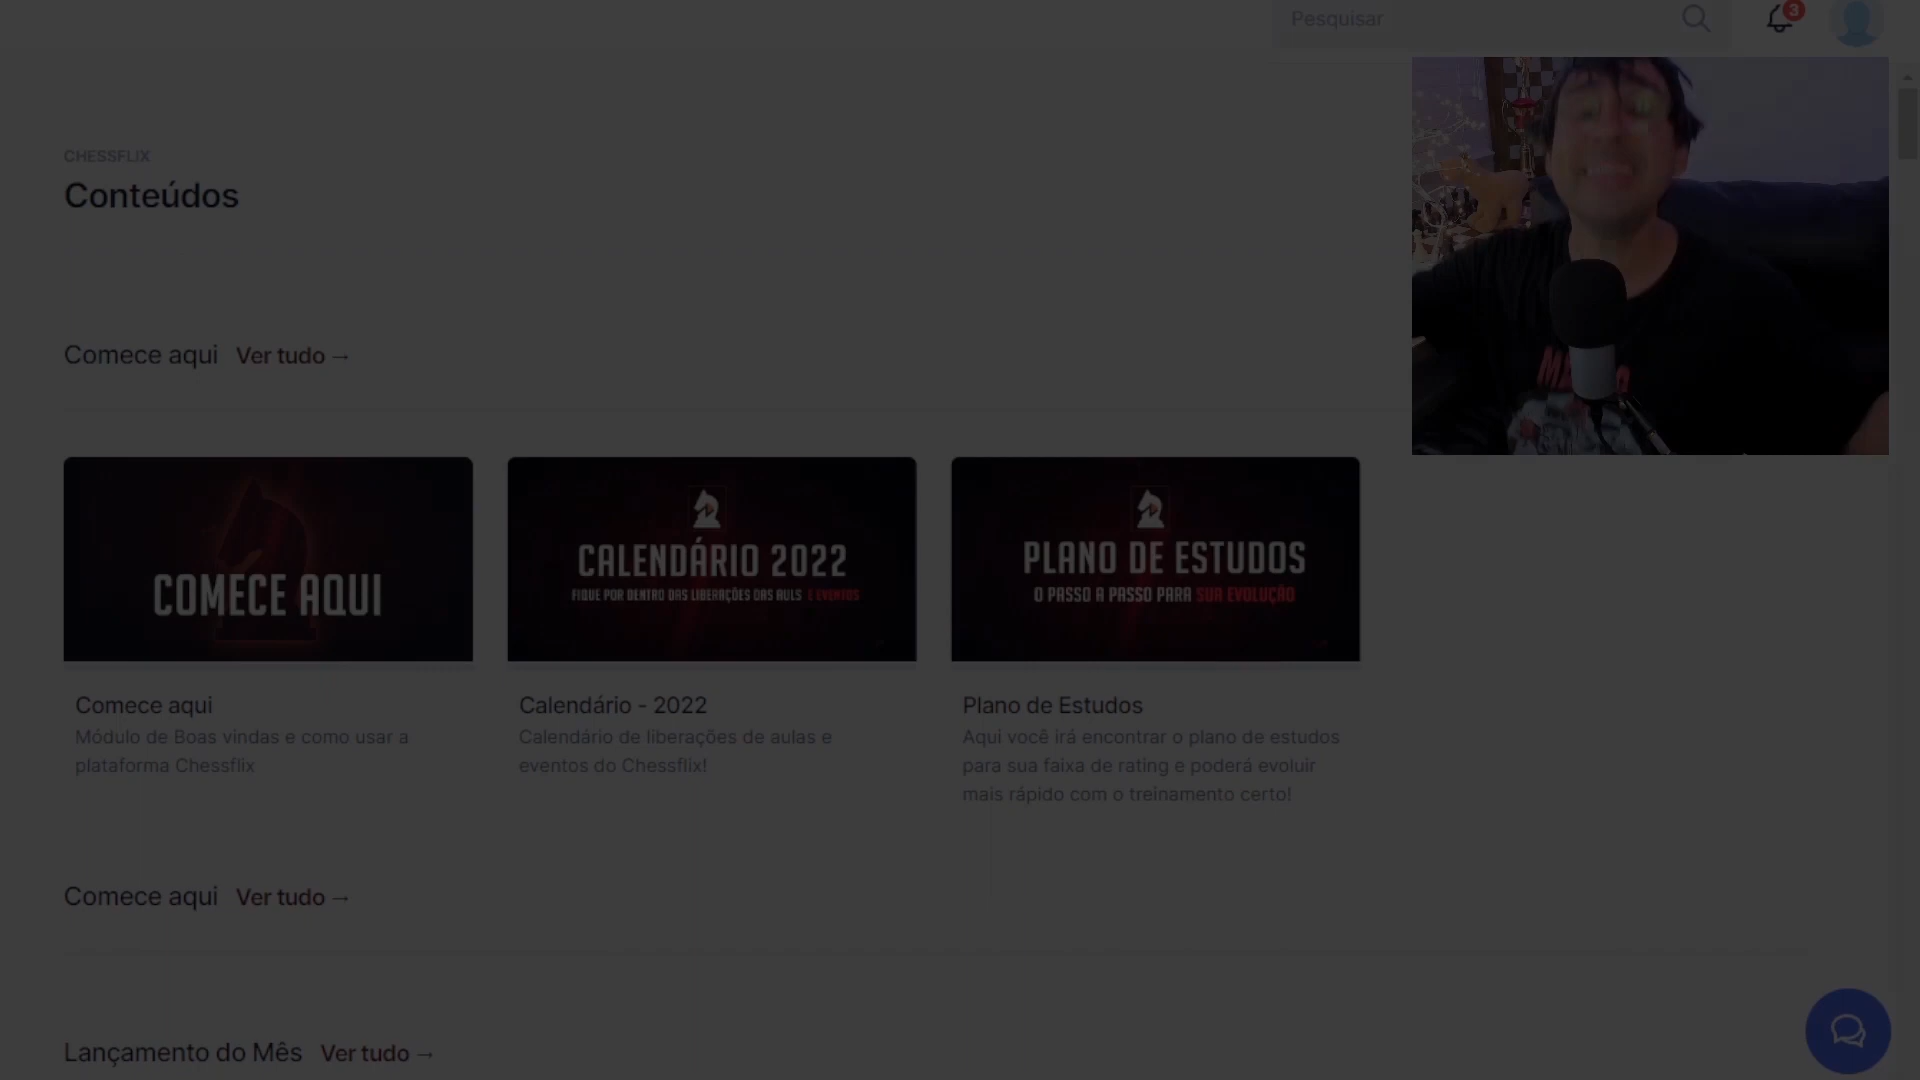 Pesquisar
3
CHESSFLIX
Conteúdos
Comece aqui Ver tudo →
COMECE AQUI
CALENDÁRIO 2022
FIQUE POR DENTRO DAS LIBERAÇÕES DAS AULS E EVENTOS
PLANO DE ESTUDOS
O PASSO A PASSO PARA SUA EVOLUÇÃO
Comece aqui
Módulo de Boas vindas e como usar a
plataforma Chessflix
Calendário - 2022
Calendário de liberações de aulas e
eventos do Chessflix!
Plano de Estudos
Aqui você irá encontrar o plano de estudos
para sua faixa de rating e poderá evoluir
mais rápido com o treinamento certo!
Comece aqui Ver tudo →
Lançamento do Mês Ver tudo →